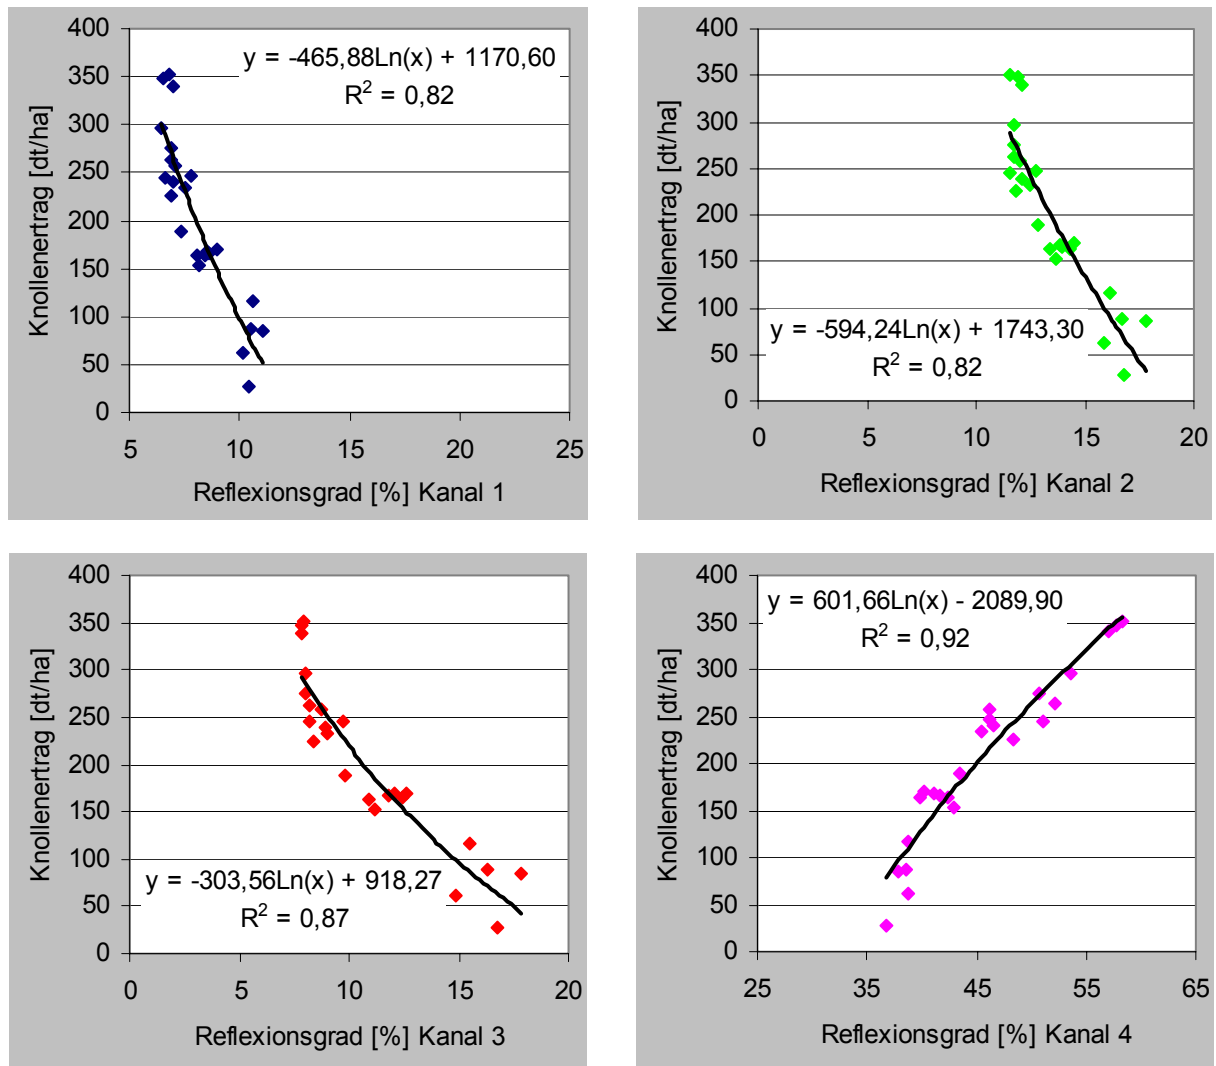 400
350
300
250
200
150
100
50
0
Knollenertrag [dt/ha]
y = -465,88Ln(x) + 1170,60
R² = 0,82
5 10 15 20 25
Reflexionsgrad [%] Kanal 1
400
350
300
250
200
150
100
50
0
Knollenertrag [dt/ha]
y = -594,24Ln(x) + 1743,30
R² = 0,82
0 5 10 15 20
Reflexionsgrad [%] Kanal 2
400
350
300
250
200
150
100
50
0
Knollenertrag [dt/ha]
y = -303,56Ln(x) + 918,27
R² = 0,87
0 5 10 15 20
Reflexionsgrad [%] Kanal 3
400
350
300
250
200
150
100
50
0
Knollenertrag [dt/ha]
y = 601,66Ln(x) - 2089,90
R² = 0,92
25 35 45 55 65
Reflexionsgrad [%] Kanal 4